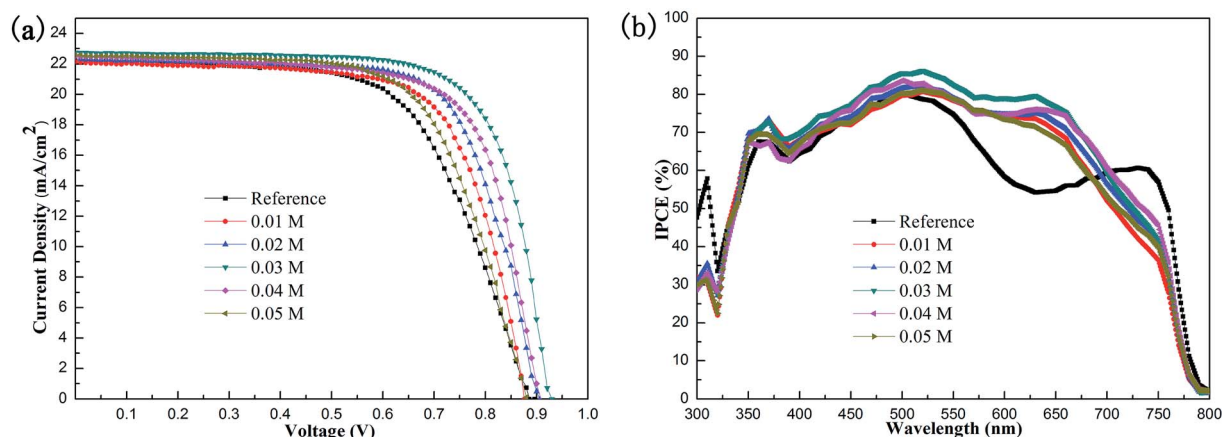 (a)
24
22
20
18
16
14
12
10
8
6
4
2
0
Current Density (mA/cm²)
Reference
0.01 M
0.02 M
0.03 M
0.04 M
0.05 M
0.1 0.2 0.3 0.4 0.5 0.6 0.7 0.8 0.9 1.0
Voltage (V)
(b)
100
90
80
70
60
50
40
30
20
10
0
IPCE (%)
Reference
0.01 M
0.02 M
0.03 M
0.04 M
0.05 M
300 350 400 450 500 550 600 650 700 750 800
Wavelength (nm)